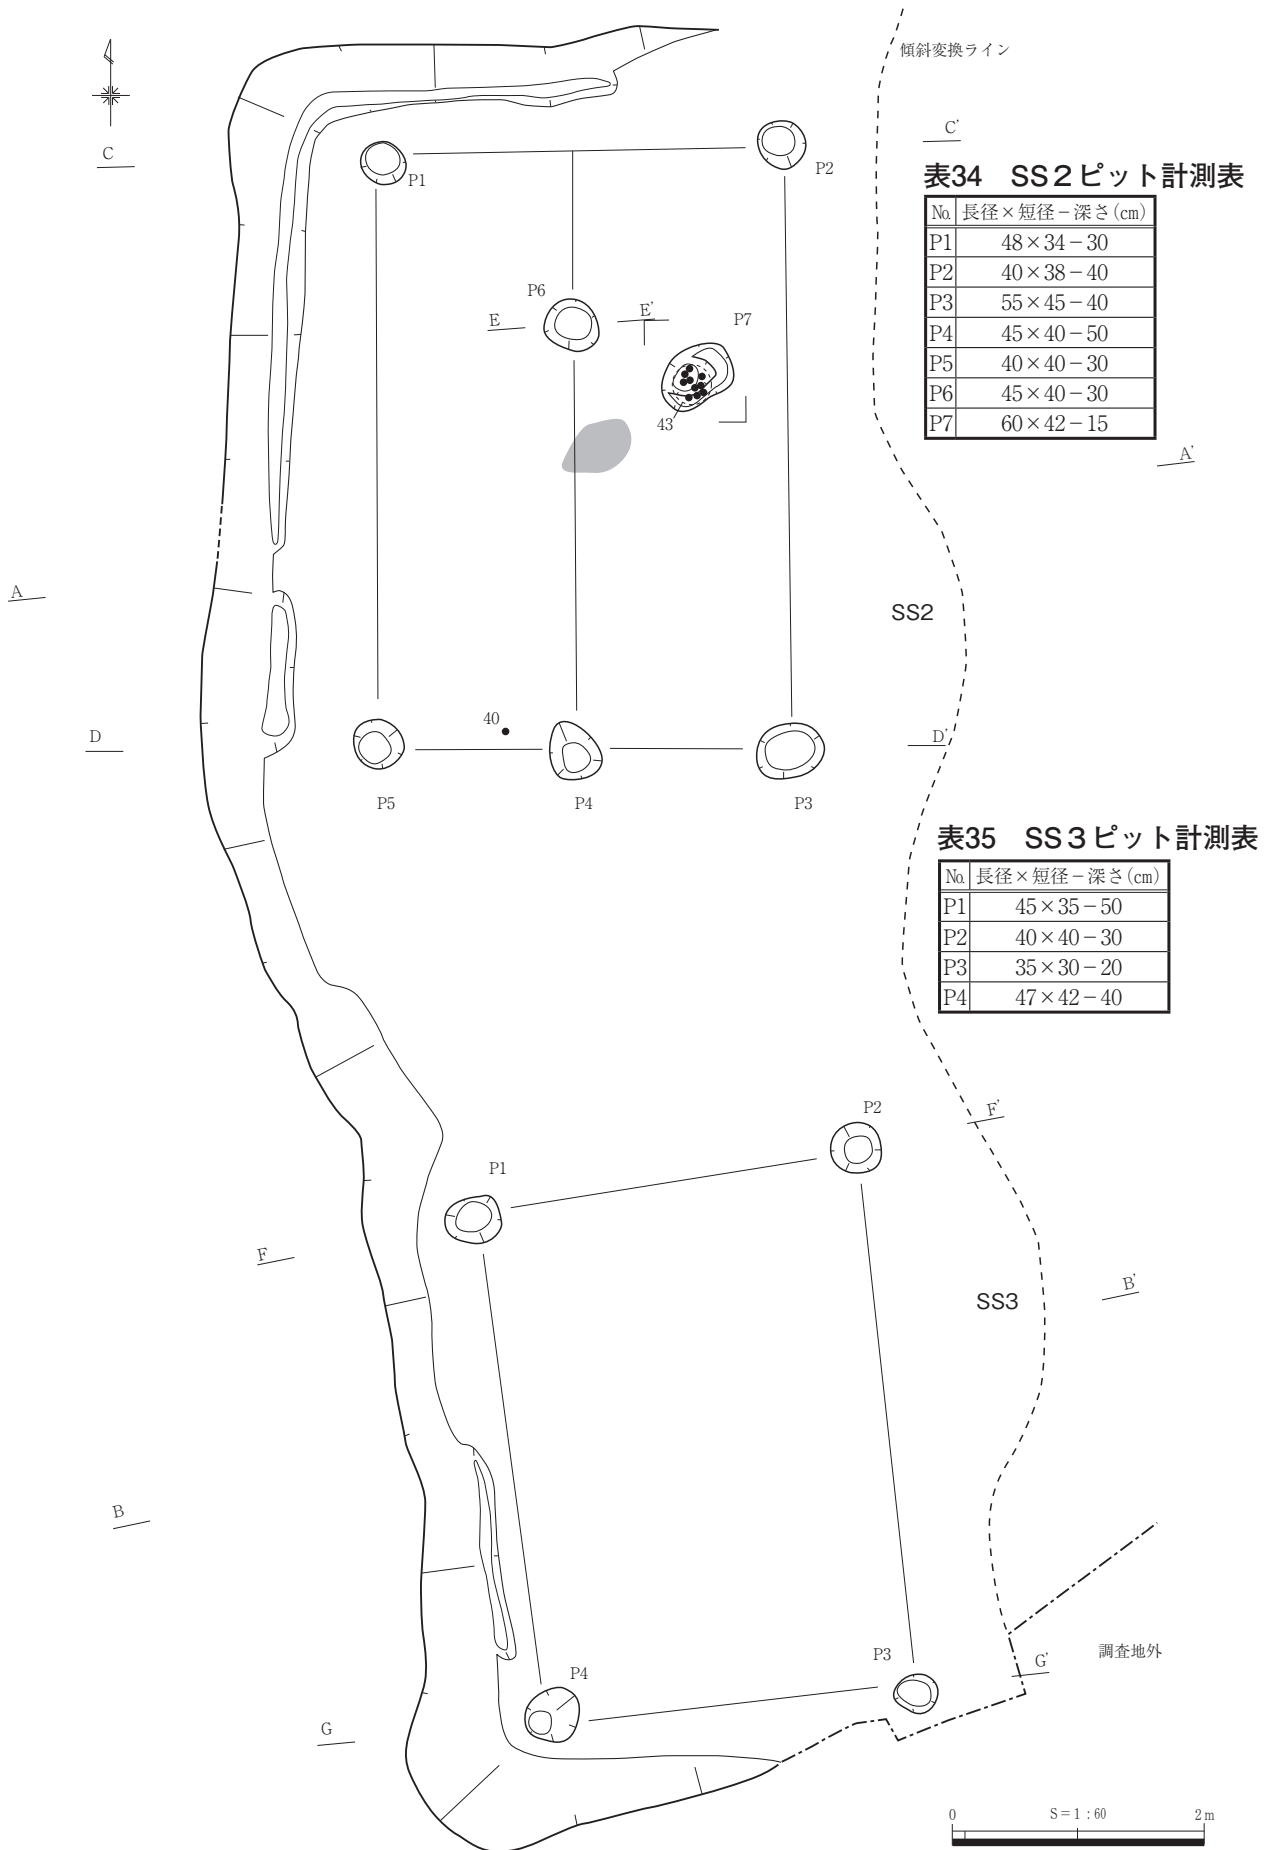 傾斜変換ライン
C
C'
表34　SS２ピット計測表
№ 長径×短径－深さ(㎝)
P1 48×34－30
P2 40×38－40
P3 55×45－40
P4 45×40－50
P5 40×40－30
P6 45×40－30
P7 60×42－15
P1
P2
P6
E
E'
P7
43
A'
A
SS2
D
40
D'
P5
P4
P3
表35　SS３ピット計測表
№ 長径×短径－深さ(㎝)
P1 45×35－50
P2 40×40－30
P3 35×30－20
P4 47×42－40
P2
F'
P1
F
B'
SS3
B
P3
調査地外
G'
P4
G
0 S＝1：60 2m